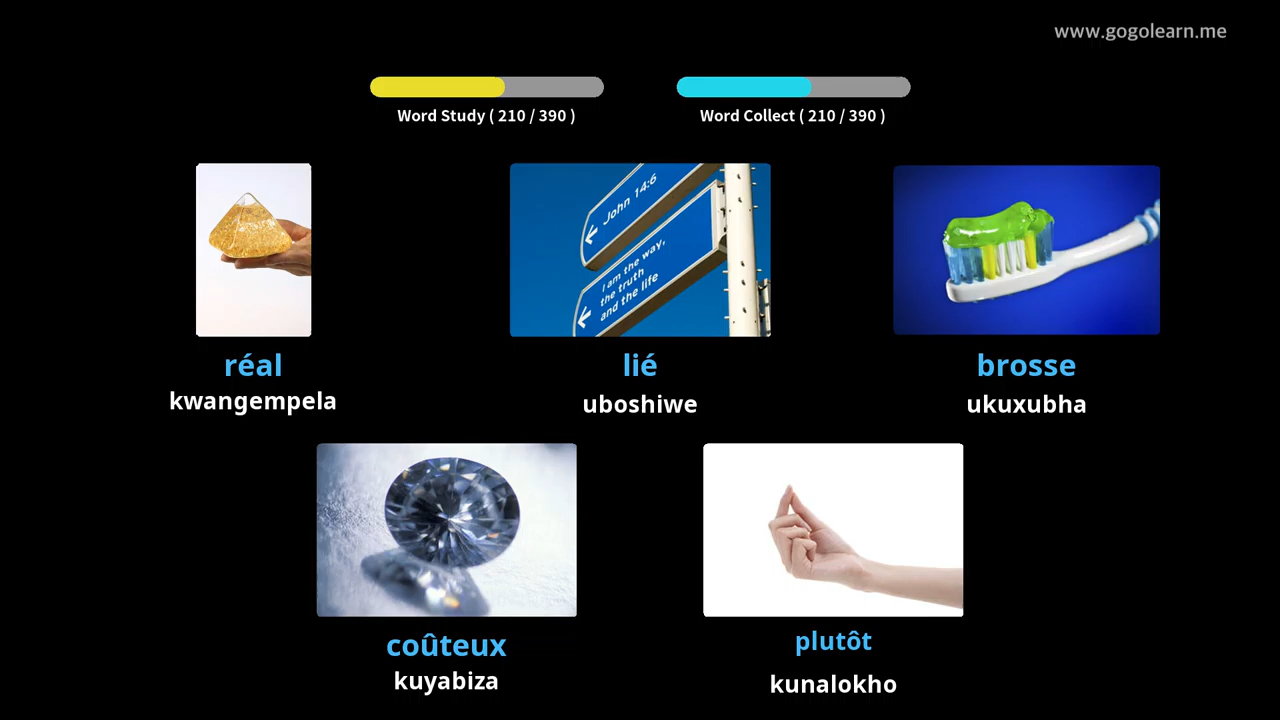 www.gogolearn.me
Word Study ( 210 / 390 )
Word Collect ( 210 / 390 )
John 14:6
I am the way,
the truth
and the life
réal
kwangempela
lié
uboshiwe
brosse
ukuxubha
coûteux
kuyabiza
plutôt
kunalokho